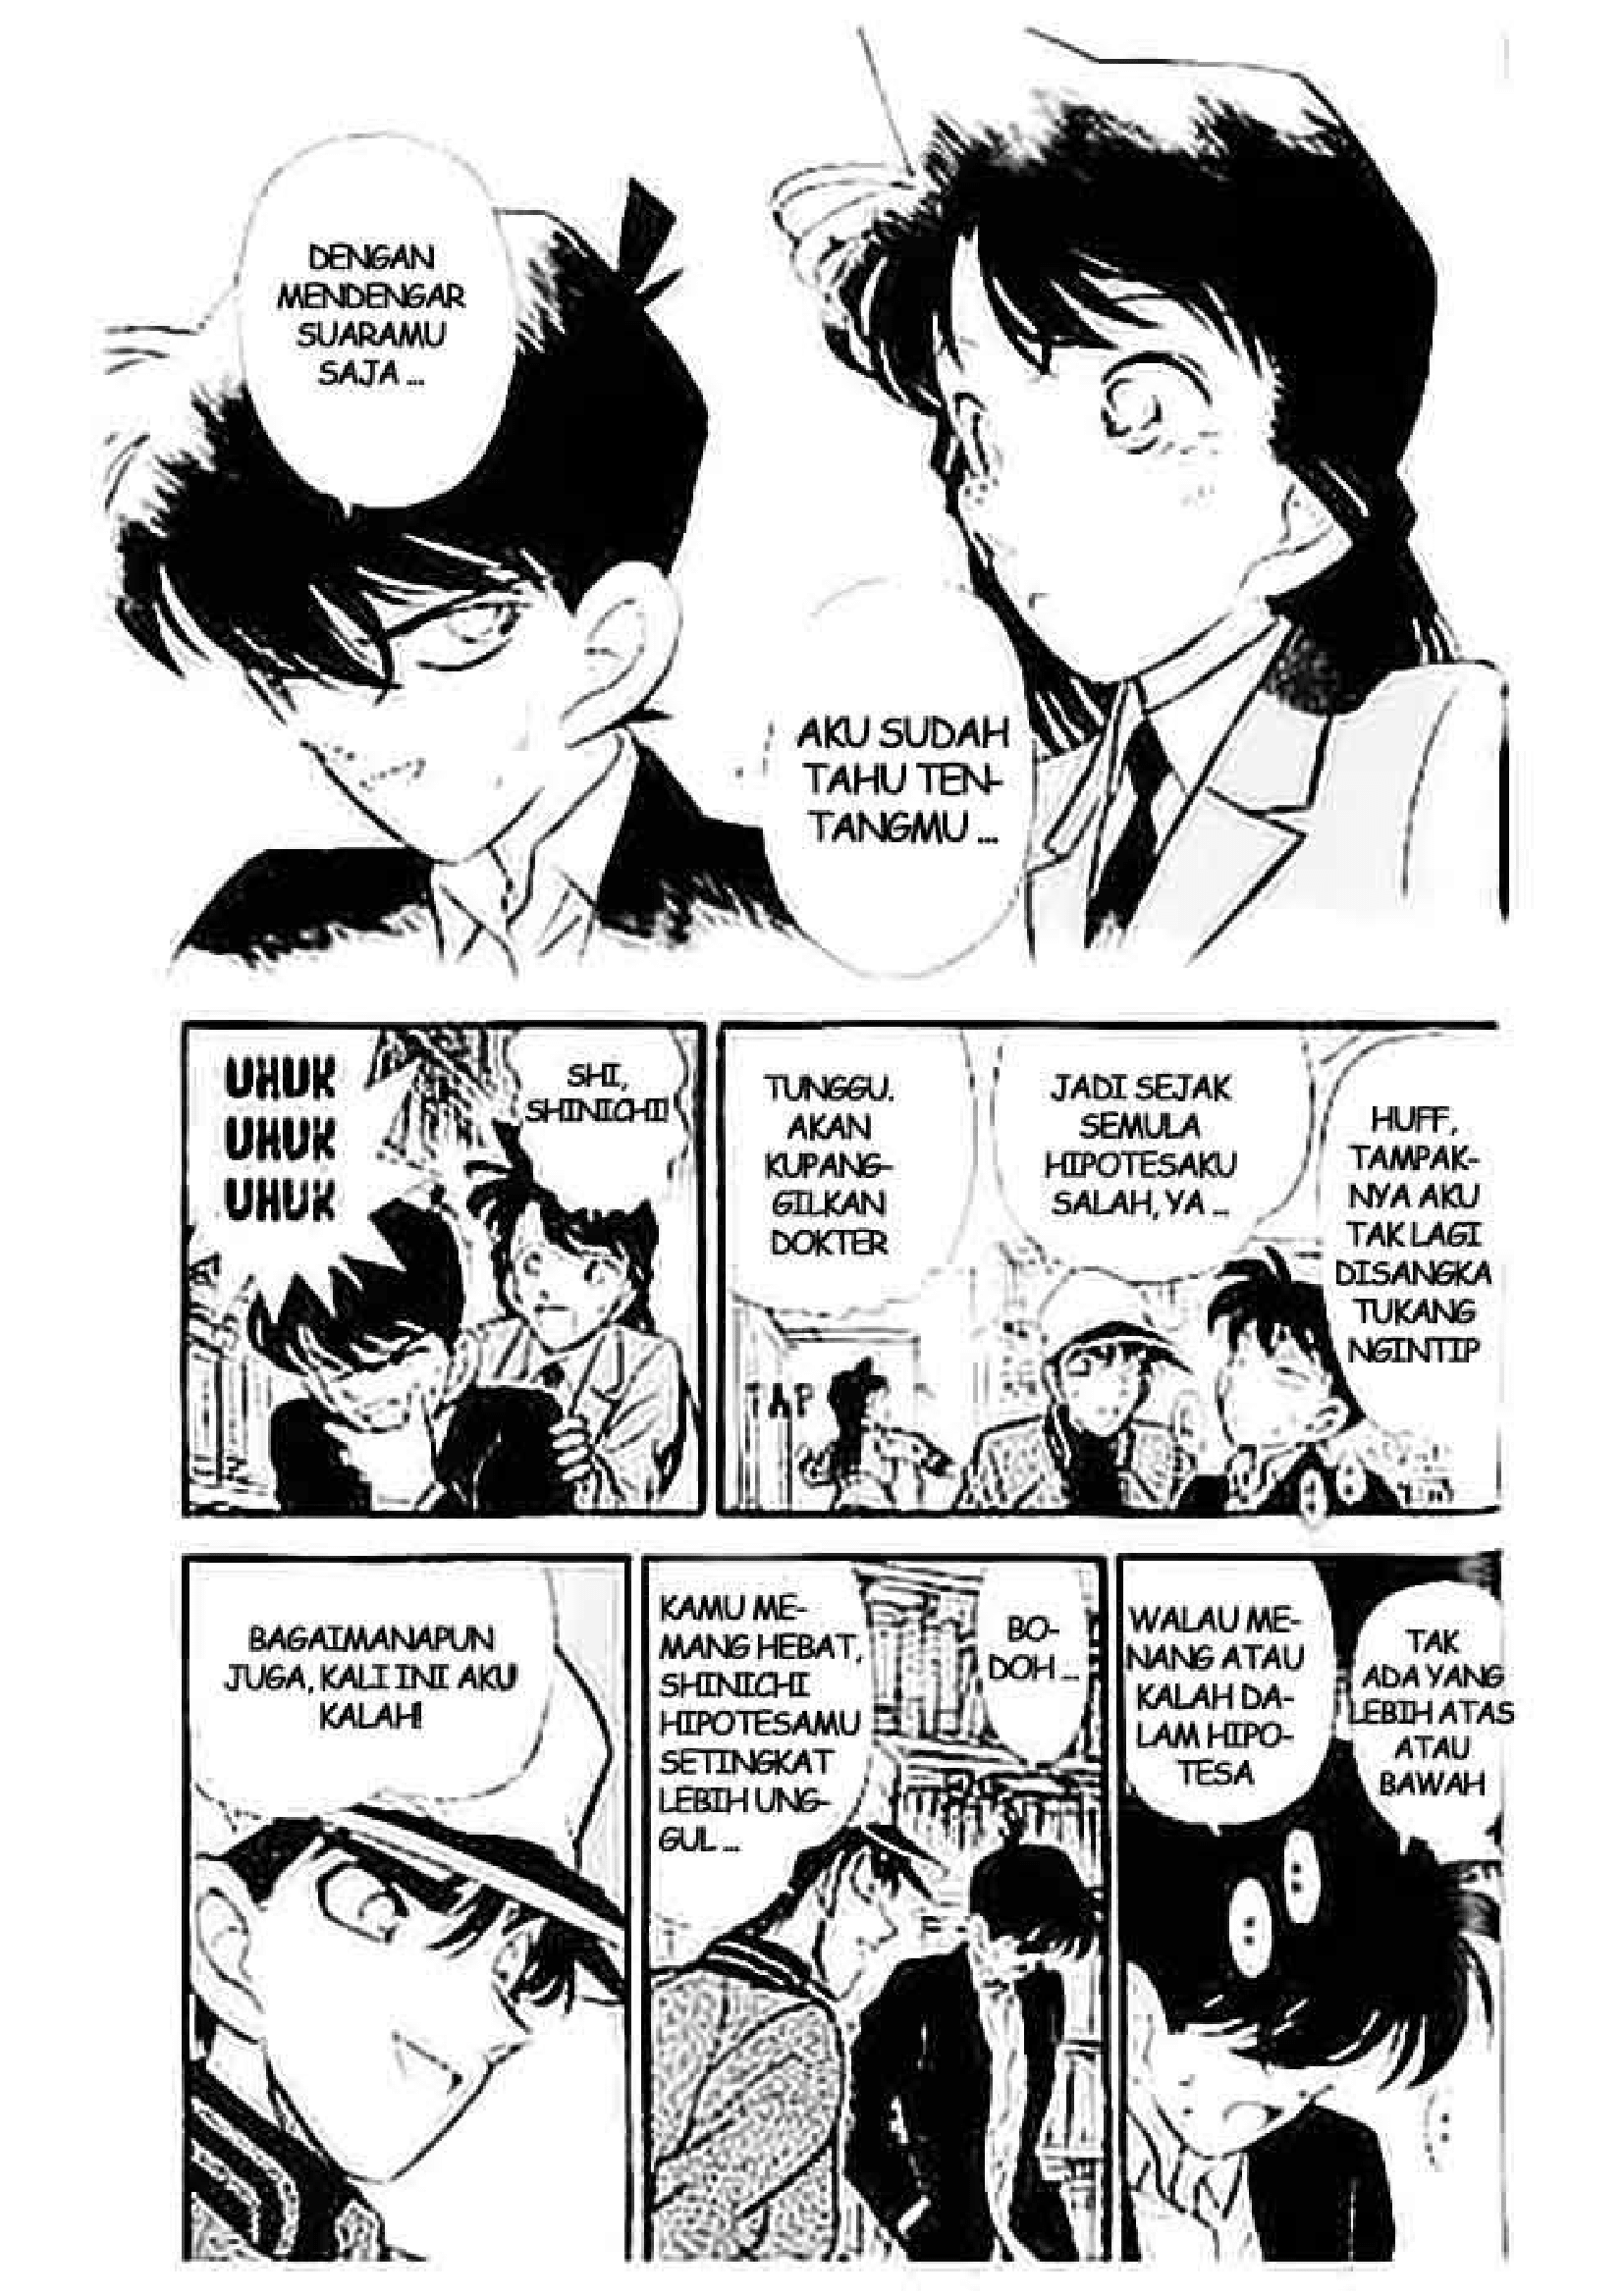 DENGAN
MENDENGAR
SUARAMU
SAJA ...
AKU SUDAH
TAHU TEN-
TANGMU ...
UHUK
UHUK
UHUK
SHI,
SHINICHI!
TUNGGU.
AKAN
KUPANG-
GILKAN
DOKTER
TAP
JADI SEJAK
SEMULA
HIPOTESAKU
SALAH, YA ...
HUFF,
TAMPAK-
NYA AKU
TAK LAGI
DISANGKA
TUKANG
NGINTIP
BAGAIMANAPUN
JUGA, KALI INI AKU
KALAH!
KAMU ME-
MANG HEBAT,
SHINICHI
HIPOTESAMU
SETINGKAT
LEBIH UNG-
GUL ...
BO-
DOH ...
WALAU ME-
NANG ATAU
KALAH DA-
LAM HIPO-
TESA
TAK
ADA YANG
LEBIH ATAS
ATAU
BAWAH